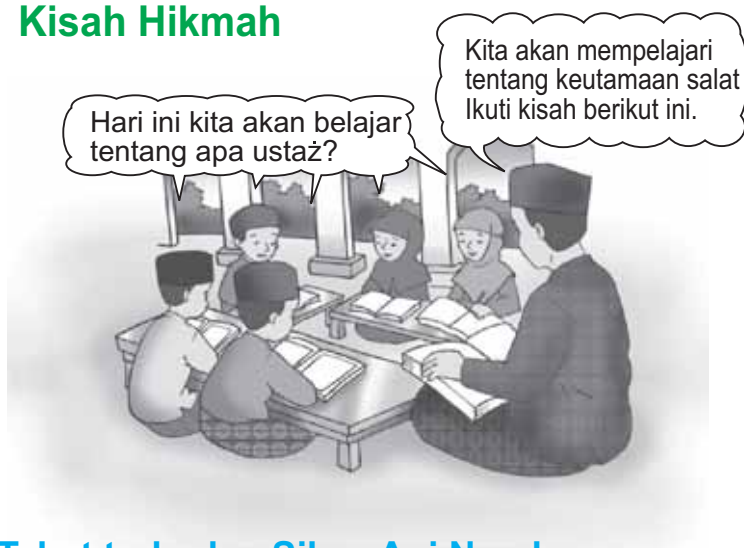 Kisah Hikmah
Kita akan mempelajari
tentang keutamaan salat
Ikuti kisah berikut ini.
Hari ini kita akan belajar
tentang apa ustaż?